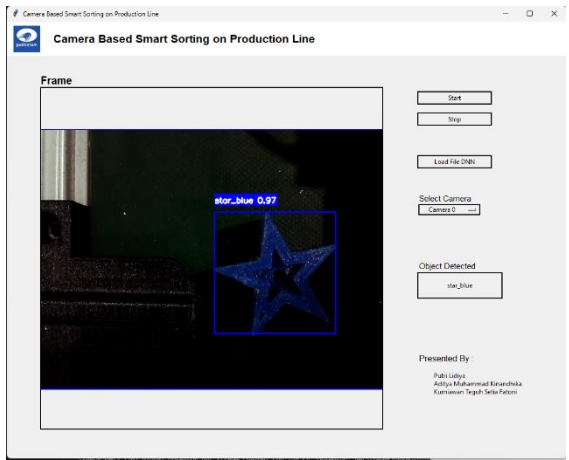 Camera Based Smart Sorting on Production Line
Camera Based Smart Sorting on Production Line
Frame
Start
Stop
Load File DNN
star_blue 0.97
Select Camera
Camera 0
Object Detected
star_blue
Presented By :
Putri Lidiya
Aditya Muhammad Kinandhika
Kurniawan Teguh Setia Fatoni